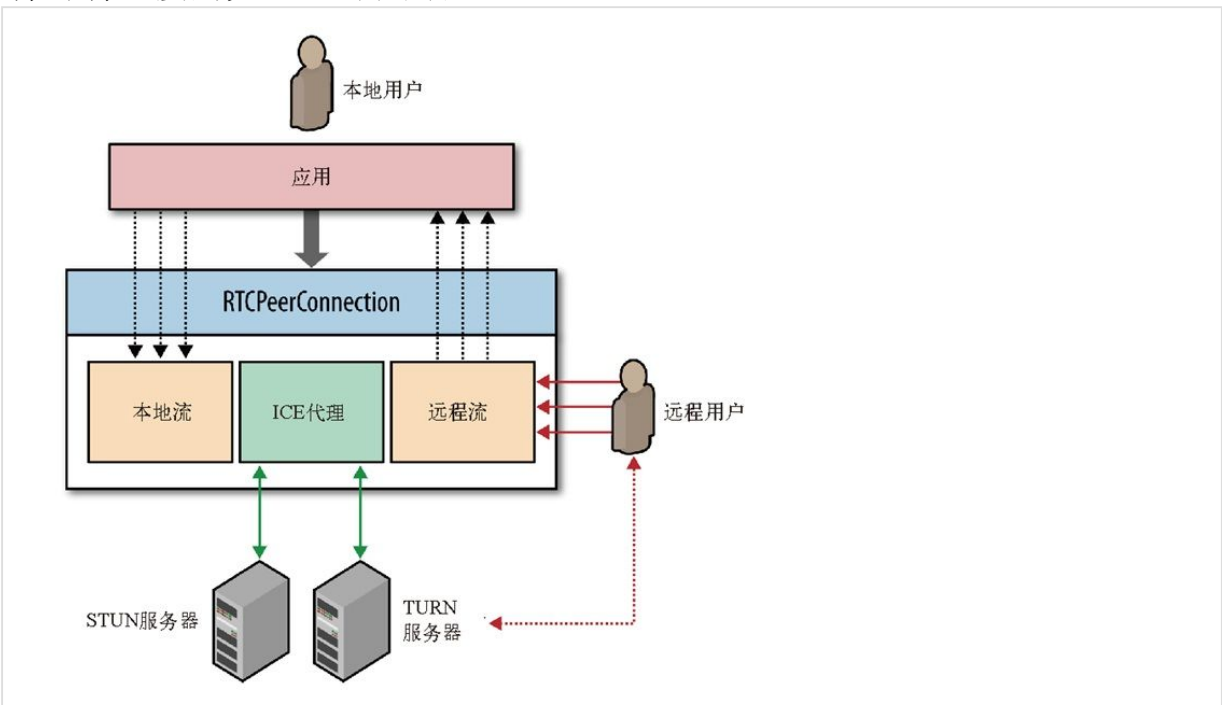 本地用户
应用
RTCPeerConnection
本地流
ICE代理
远程流
远程用户
STUN服务器
TURN
服务器